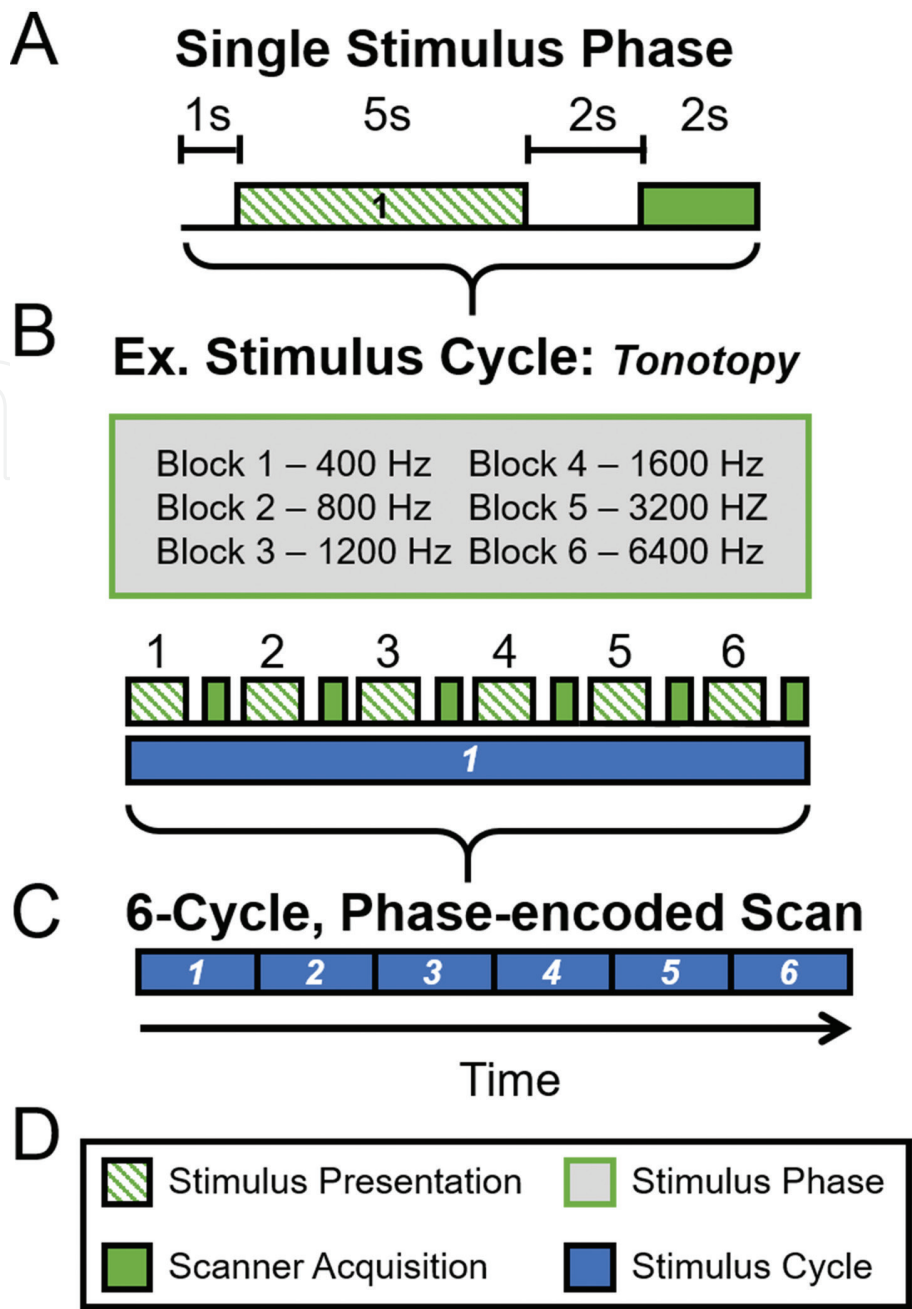 A
Single Stimulus Phase
1s 5s 2s 2s
1
B
Ex. Stimulus Cycle: Tonotopy
Block 1 – 400 Hz Block 4 – 1600 Hz
Block 2 – 800 Hz Block 5 – 3200 HZ
Block 3 – 1200 Hz Block 6 – 6400 Hz
1 2 3 4 5 6
1
C
6-Cycle, Phase-encoded Scan
1 2 3 4 5 6
Time
D
Stimulus Presentation Stimulus Phase
Scanner Acquisition Stimulus Cycle